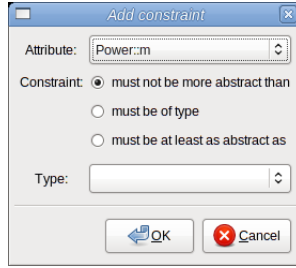 Add constraint
Attribute: Power::m
Constraint: must not be more abstract than
must be of type
must be at least as abstract as
Type:
OK Cancel